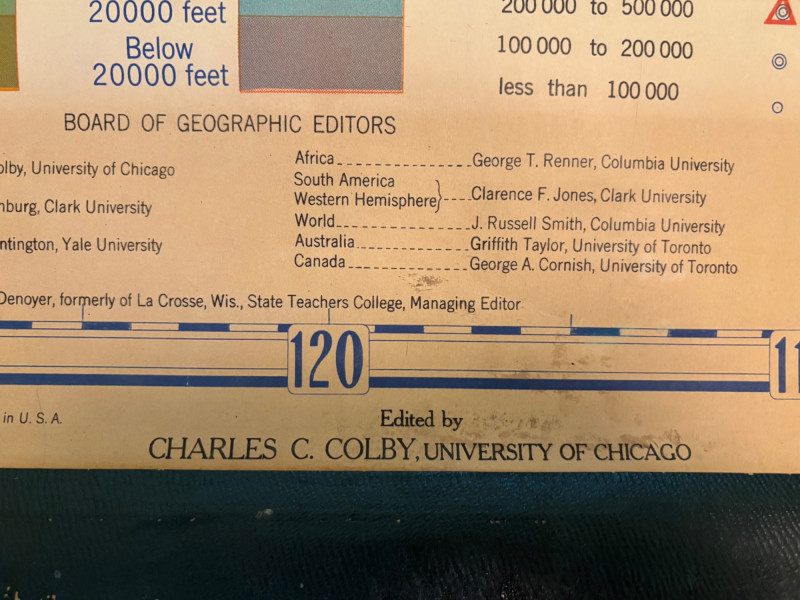 20000 feet
Below
20000 feet
200 000 to 500 000
100 000 to 200 000
less than 100 000
BOARD OF GEOGRAPHIC EDITORS
olby, University of Chicago
nburg, Clark University
ntington, Yale University
Africa George T. Renner, Columbia University
South America
Western Hemisphere Clarence F. Jones, Clark University
World J. Russell Smith, Columbia University
Australia Griffith Taylor, University of Toronto
Canada George A. Cornish, University of Toronto
Denoyer, formerly of La Crosse, Wis., State Teachers College, Managing Editor
120
11
in U. S. A.
Edited by
CHARLES C. COLBY, UNIVERSITY OF CHICAGO